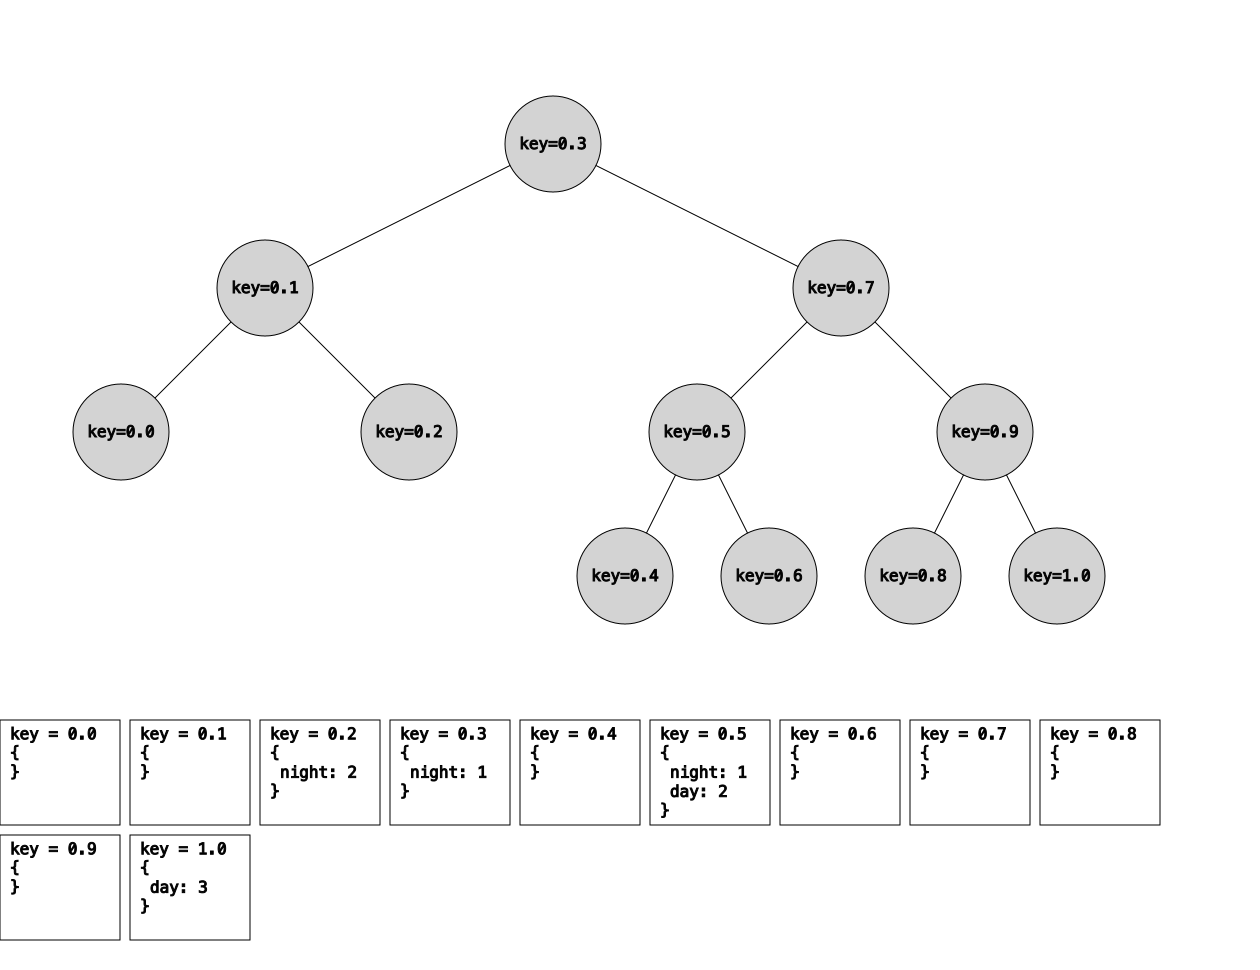 key=0.3
key=0.1
key=0.7
key=0.0
key=0.2
key=0.5
key=0.9
key=0.4
key=0.6
key=0.8
key=1.0
key = 0.0
{
}
key = 0.1
{
}
key = 0.2
{
night: 2
}
key = 0.3
{
night: 1
}
key = 0.4
{
}
key = 0.5
{
night: 1
day: 2
}
key = 0.6
{
}
key = 0.7
{
}
key = 0.8
{
}
key = 0.9
{
}
key = 1.0
{
day: 3
}